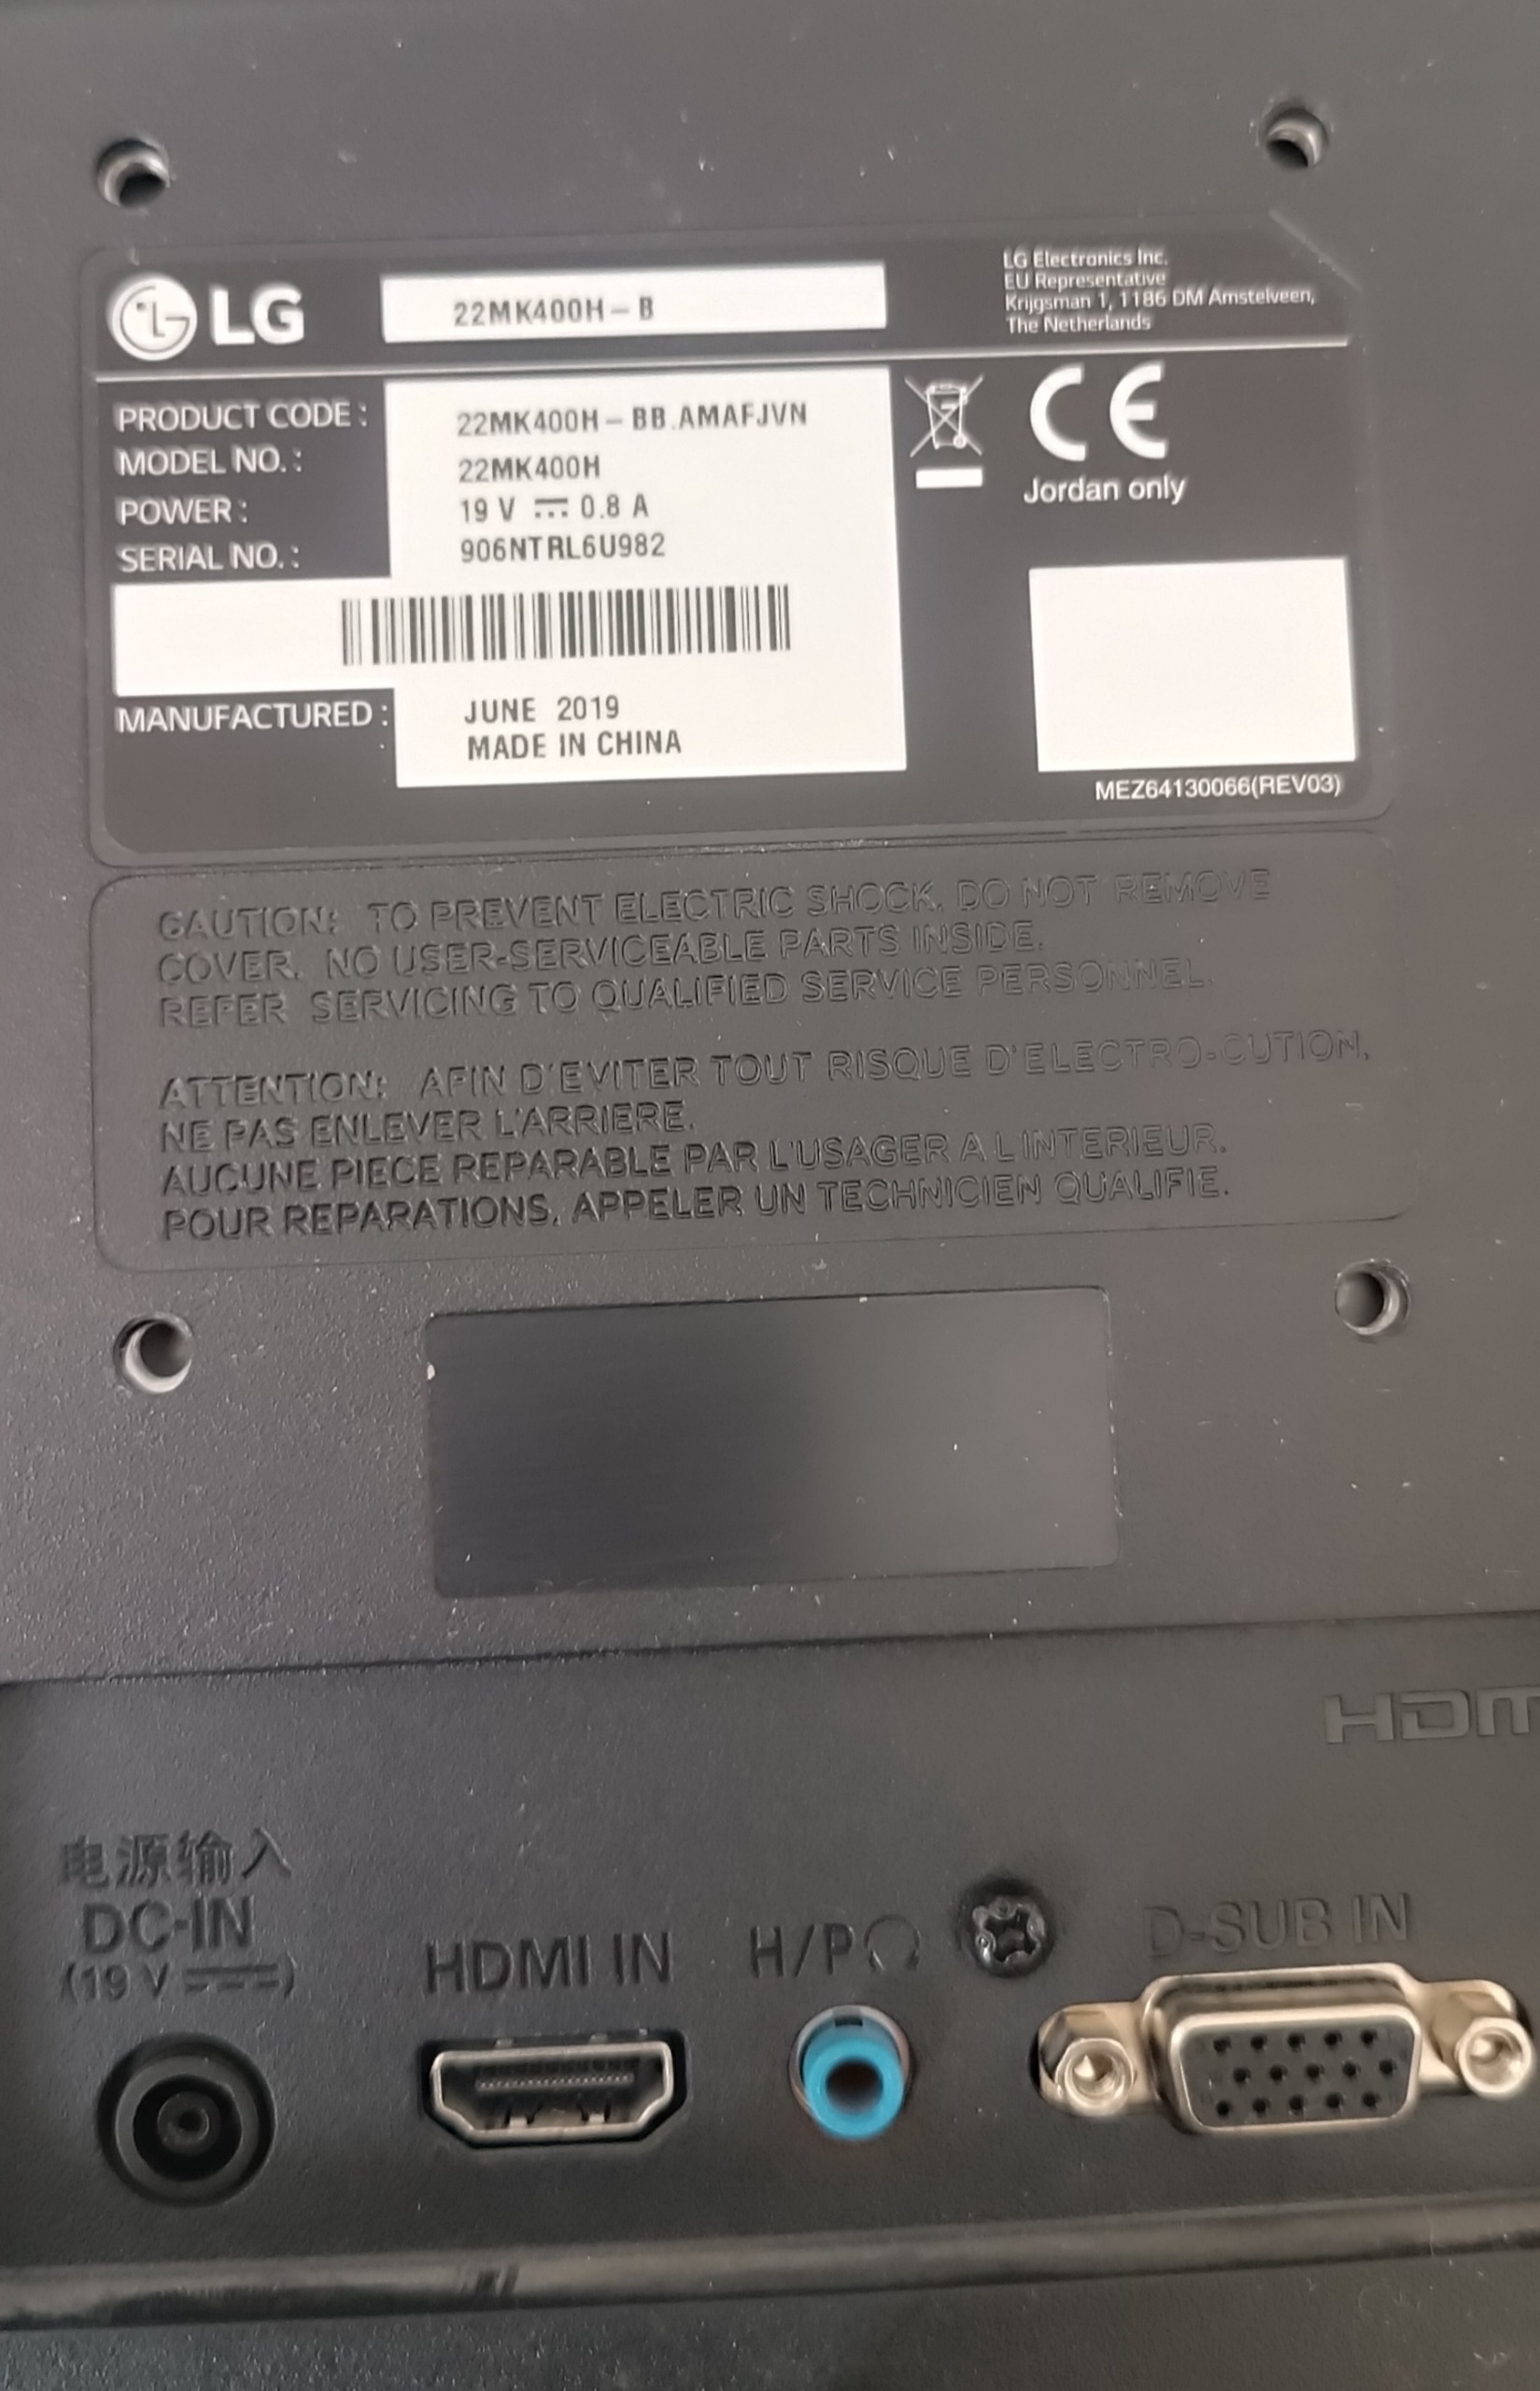 LG
22MK400H-B
LG Electronics Inc.
EU Representative
Krijgsman 1, 1186 DM Amstelveen,
The Netherlands
PRODUCT CODE : 22MK400H-BB.AMAFJVN
MODEL NO. : 22MK400H
POWER : 19 V ⎓ 0.8 A
SERIAL NO. : 906NTRL6U982
CE
Jordan only
MANUFACTURED : JUNE 2019
MADE IN CHINA
MEZ64130066(REV03)
CAUTION: TO PREVENT ELECTRIC SHOCK, DO NOT REMOVE
COVER. NO USER-SERVICEABLE PARTS INSIDE.
REFER SERVICING TO QUALIFIED SERVICE PERSONNEL.
ATTENTION: AFIN D'EVITER TOUT RISQUE D'ELECTRO-CUTION,
NE PAS ENLEVER L'ARRIERE.
AUCUNE PIECE REPARABLE PAR L'USAGER A L'INTERIEUR.
POUR REPARATIONS, APPELER UN TECHNICIEN QUALIFIE.
HDM
电源输入
DC-IN
(19 V ⎓)
HDMI IN
H/P
D-SUB IN